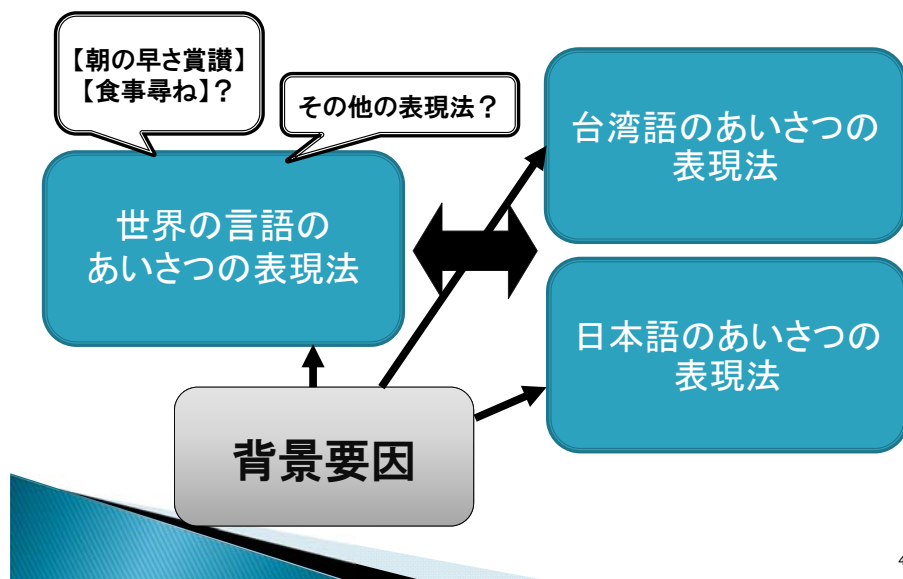 【朝の早さ賞讃】
【食事尋ね】？
その他の表現法？
世界の言語の
あいさつの表現法
台湾語のあいさつの
表現法
日本語のあいさつの
表現法
背景要因
4